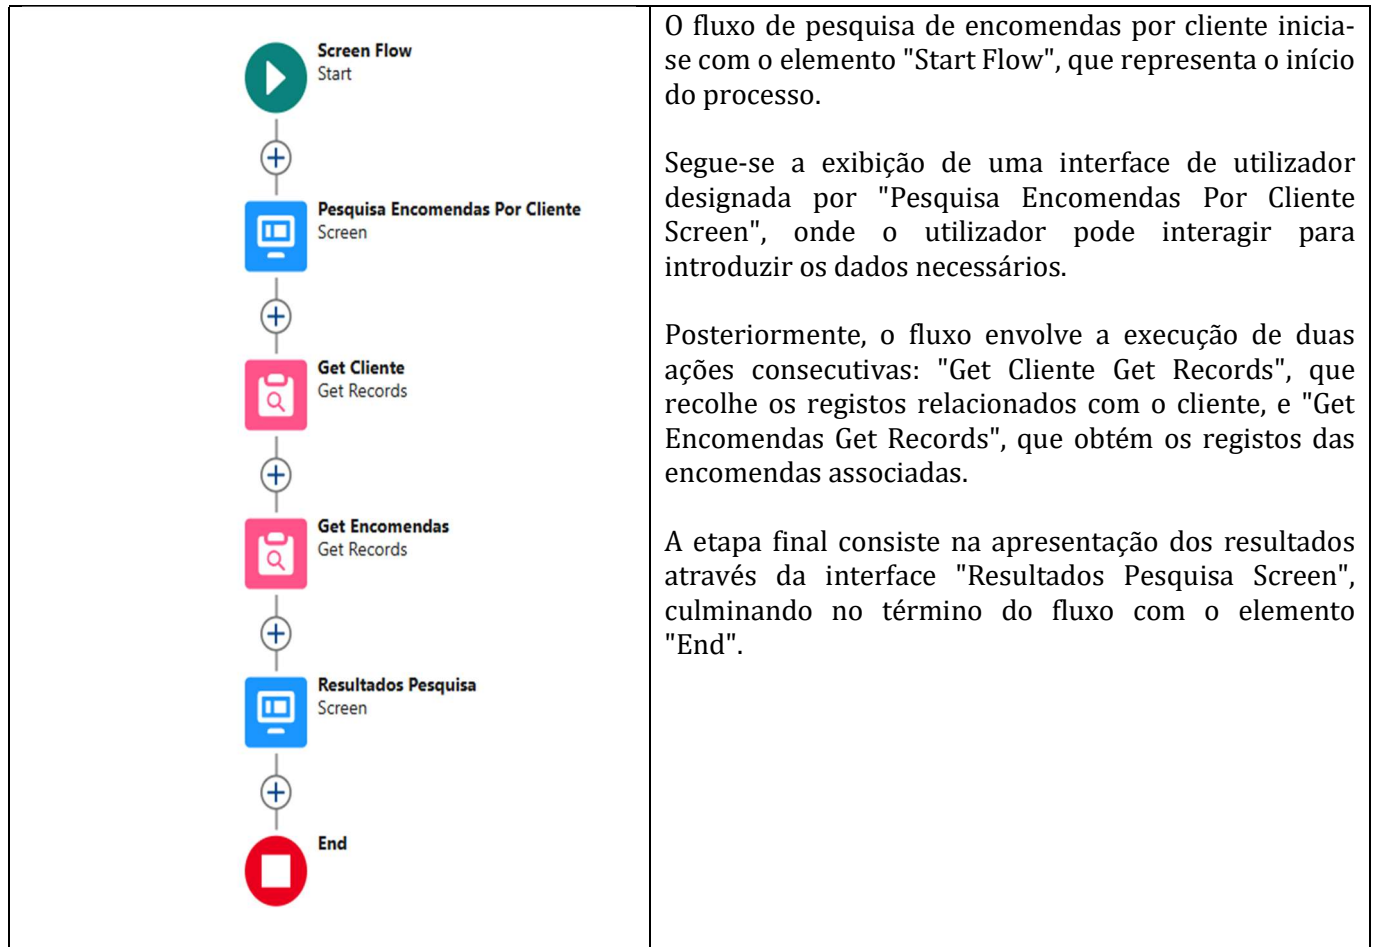 Screen Flow
Start
Pesquisa Encomendas Por Cliente
Screen
Get Cliente
Get Records
Get Encomendas
Get Records
Resultados Pesquisa
Screen
End
O fluxo de pesquisa de encomendas por cliente inicia-
se com o elemento "Start Flow", que representa o início
do processo.
Segue-se a exibição de uma interface de utilizador
designada por "Pesquisa Encomendas Por Cliente
Screen", onde o utilizador pode interagir para
introduzir os dados necessários.
Posteriormente, o fluxo envolve a execução de duas
ações consecutivas: "Get Cliente Get Records", que
recolhe os registos relacionados com o cliente, e "Get
Encomendas Get Records", que obtém os registos das
encomendas associadas.
A etapa final consiste na apresentação dos resultados
através da interface "Resultados Pesquisa Screen",
culminando no término do fluxo com o elemento
"End".